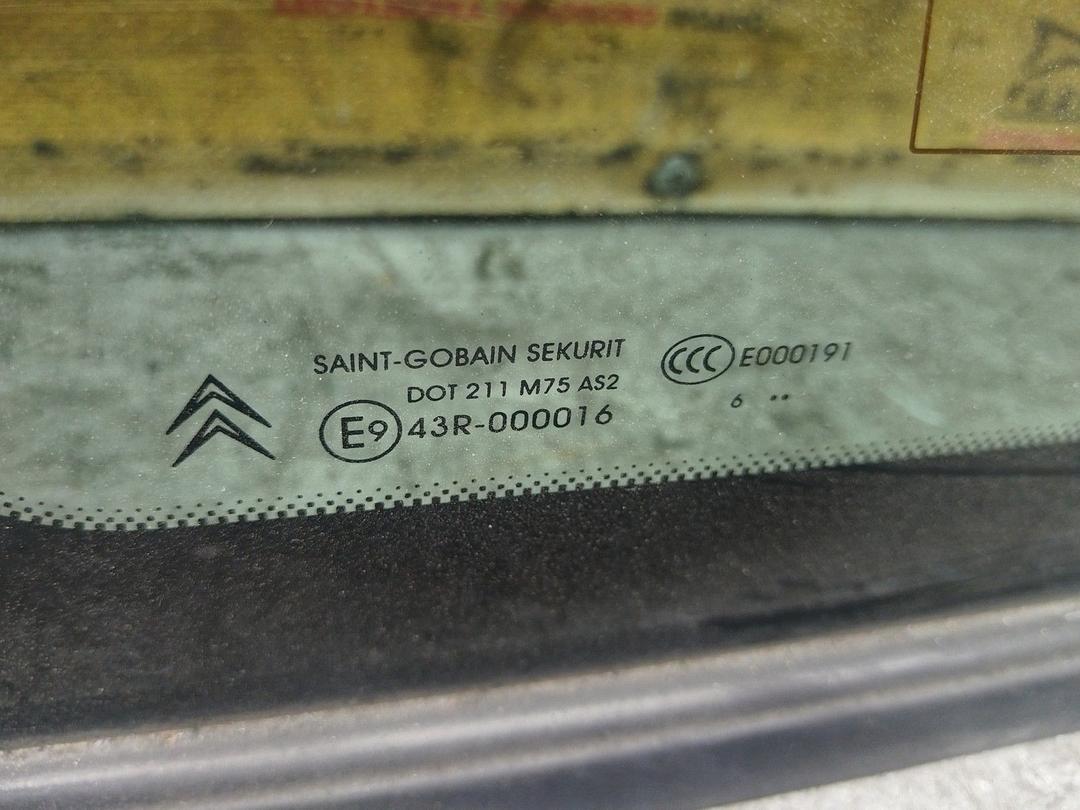 SAINT-GOBAIN SEKURIT
DOT 211 M75 AS2
E9 43R-000016
CCC E000191
6 ••